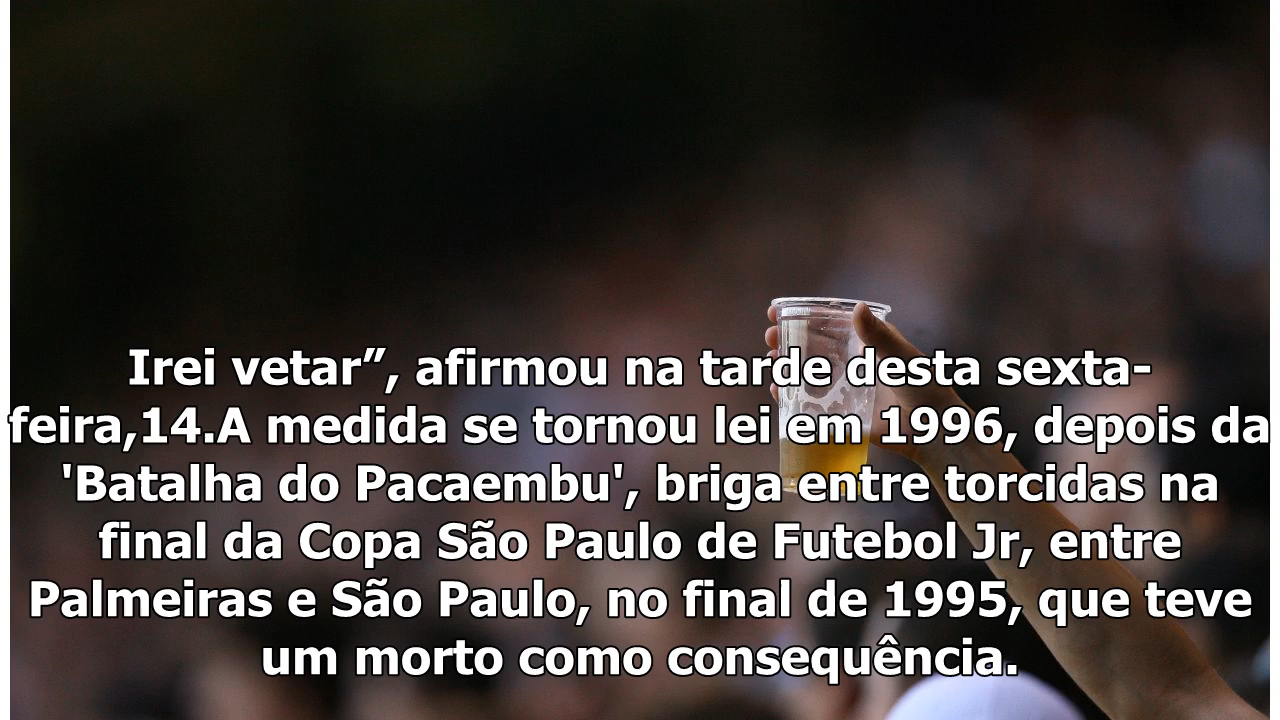 Irei vetar”, afirmou na tarde desta sexta-
feira,14.A medida se tornou lei em 1996, depois da
'Batalha do Pacaembu', briga entre torcidas na
final da Copa São Paulo de Futebol Jr, entre
Palmeiras e São Paulo, no final de 1995, que teve
um morto como consequência.